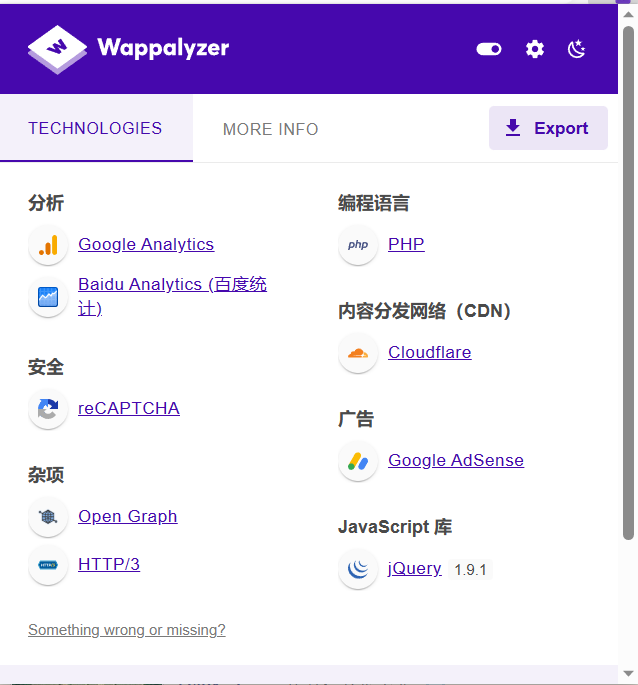 Wappalyzer
TECHNOLOGIES
MORE INFO
Export
分析
Google Analytics
Baidu Analytics (百度统
计)
安全
reCAPTCHA
杂项
Open Graph
HTTP/3
编程语言
php
PHP
内容分发网络（CDN）
Cloudflare
广告
Google AdSense
JavaScript 库
jQuery 1.9.1
Something wrong or missing?